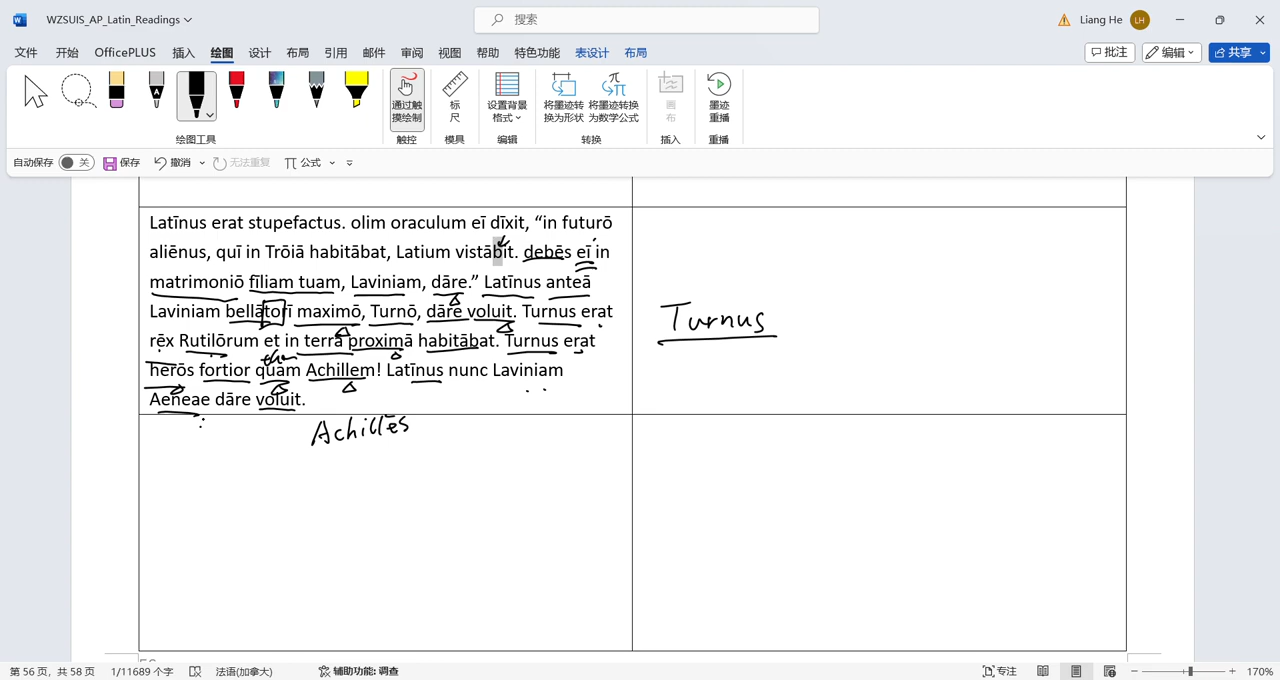 WZSUIS_AP_Latin_Readings
搜索
Liang He
LH
文件 开始 OfficePLUS 插入 绘图 设计 布局 引用 邮件 审阅 视图 帮助 特色功能 表设计 布局
批注 编辑 共享
通过触摸绘制 标尺 设置背景格式 将墨迹转换为形状 将墨迹转换为数学公式 画布 墨迹重播
绘图工具 触控 模具 编辑 转换 插入 重播
自动保存 关 保存 撤消 无法重复 公式
Latīnus erat stupefactus. olim oraculum eī dīxit, “in futurō
aliēnus, quī in Trōiā habitābat, Latium vistābit. debēs eī in
matrimoniō fīliam tuam, Laviniam, dāre.” Latīnus anteā
Laviniam bellātorī maximō, Turnō, dāre voluit. Turnus erat
rēx Rutilōrum et in terrā proximā habitābat. Turnus erat
than
herōs fortior quam Achillem! Latīnus nunc Laviniam
Aeneae dāre voluit.
Turnus
Achillēs
第 56 页，共 58 页 1/11689 个字 法语(加拿大) 辅助功能: 调查 专注 170%